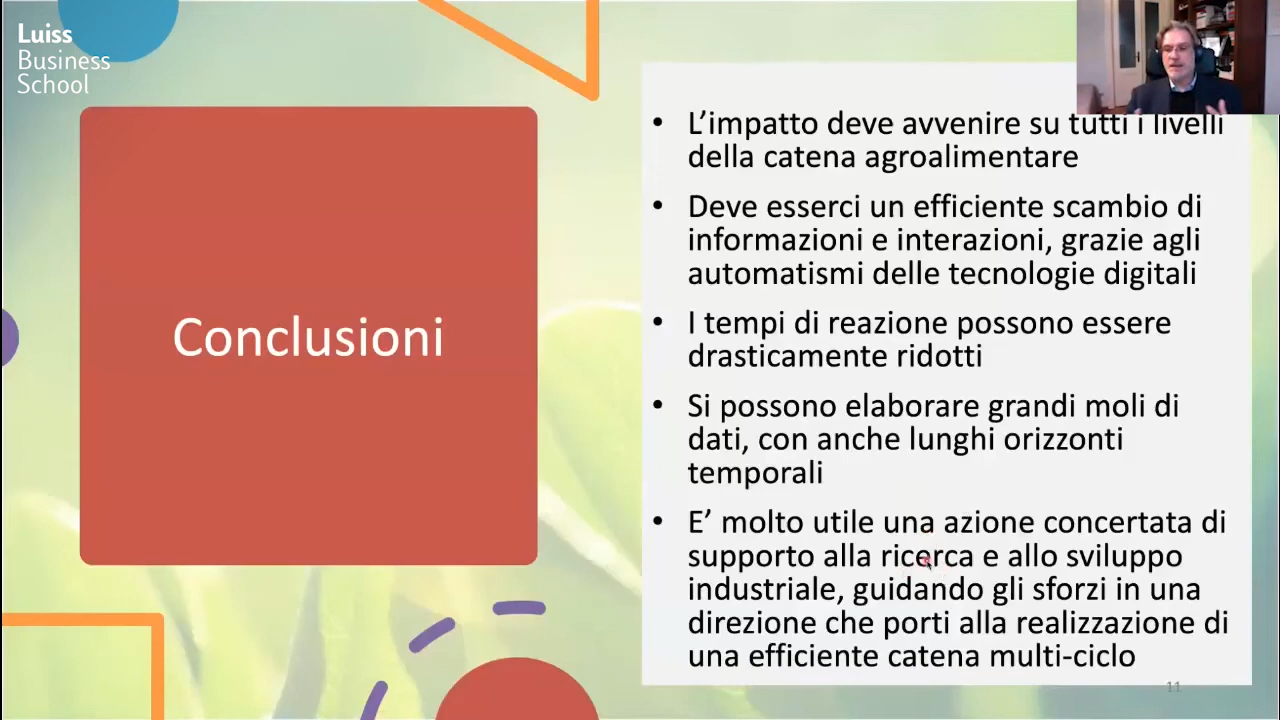 Luiss
Business
School
Conclusioni
• L’impatto deve avvenire su tutti i livelli
della catena agroalimentare
• Deve esserci un efficiente scambio di
informazioni e interazioni, grazie agli
automatismi delle tecnologie digitali
• I tempi di reazione possono essere
drasticamente ridotti
• Si possono elaborare grandi moli di
dati, con anche lunghi orizzonti
temporali
• E’ molto utile una azione concertata di
supporto alla ricerca e allo sviluppo
industriale, guidando gli sforzi in una
direzione che porti alla realizzazione di
una efficiente catena multi-ciclo
11